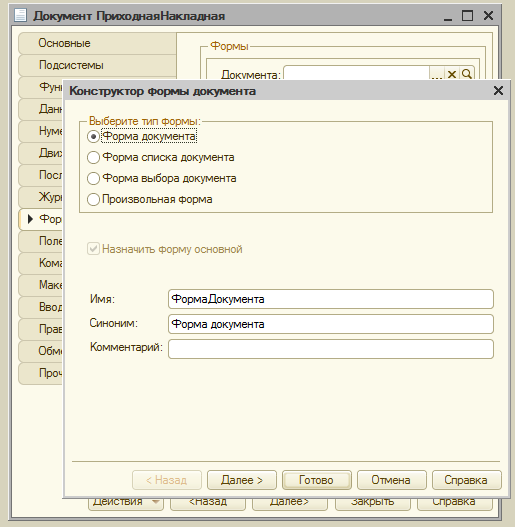 Документ ПриходнаяНакладная
Основные
Подсистемы
Формы
Документа:
...
Конструктор формы документа
Выберите тип формы:
Форма документа
Форма списка документа
Форма выбора документа
Произвольная форма
Назначить форму основной
Имя:
ФормаДокумента
Синоним:
Форма документа
Комментарий:
< Назад
Далее >
Готово
Отмена
Справка
Действия
<Назад
Далее>
Закрыть
Справка